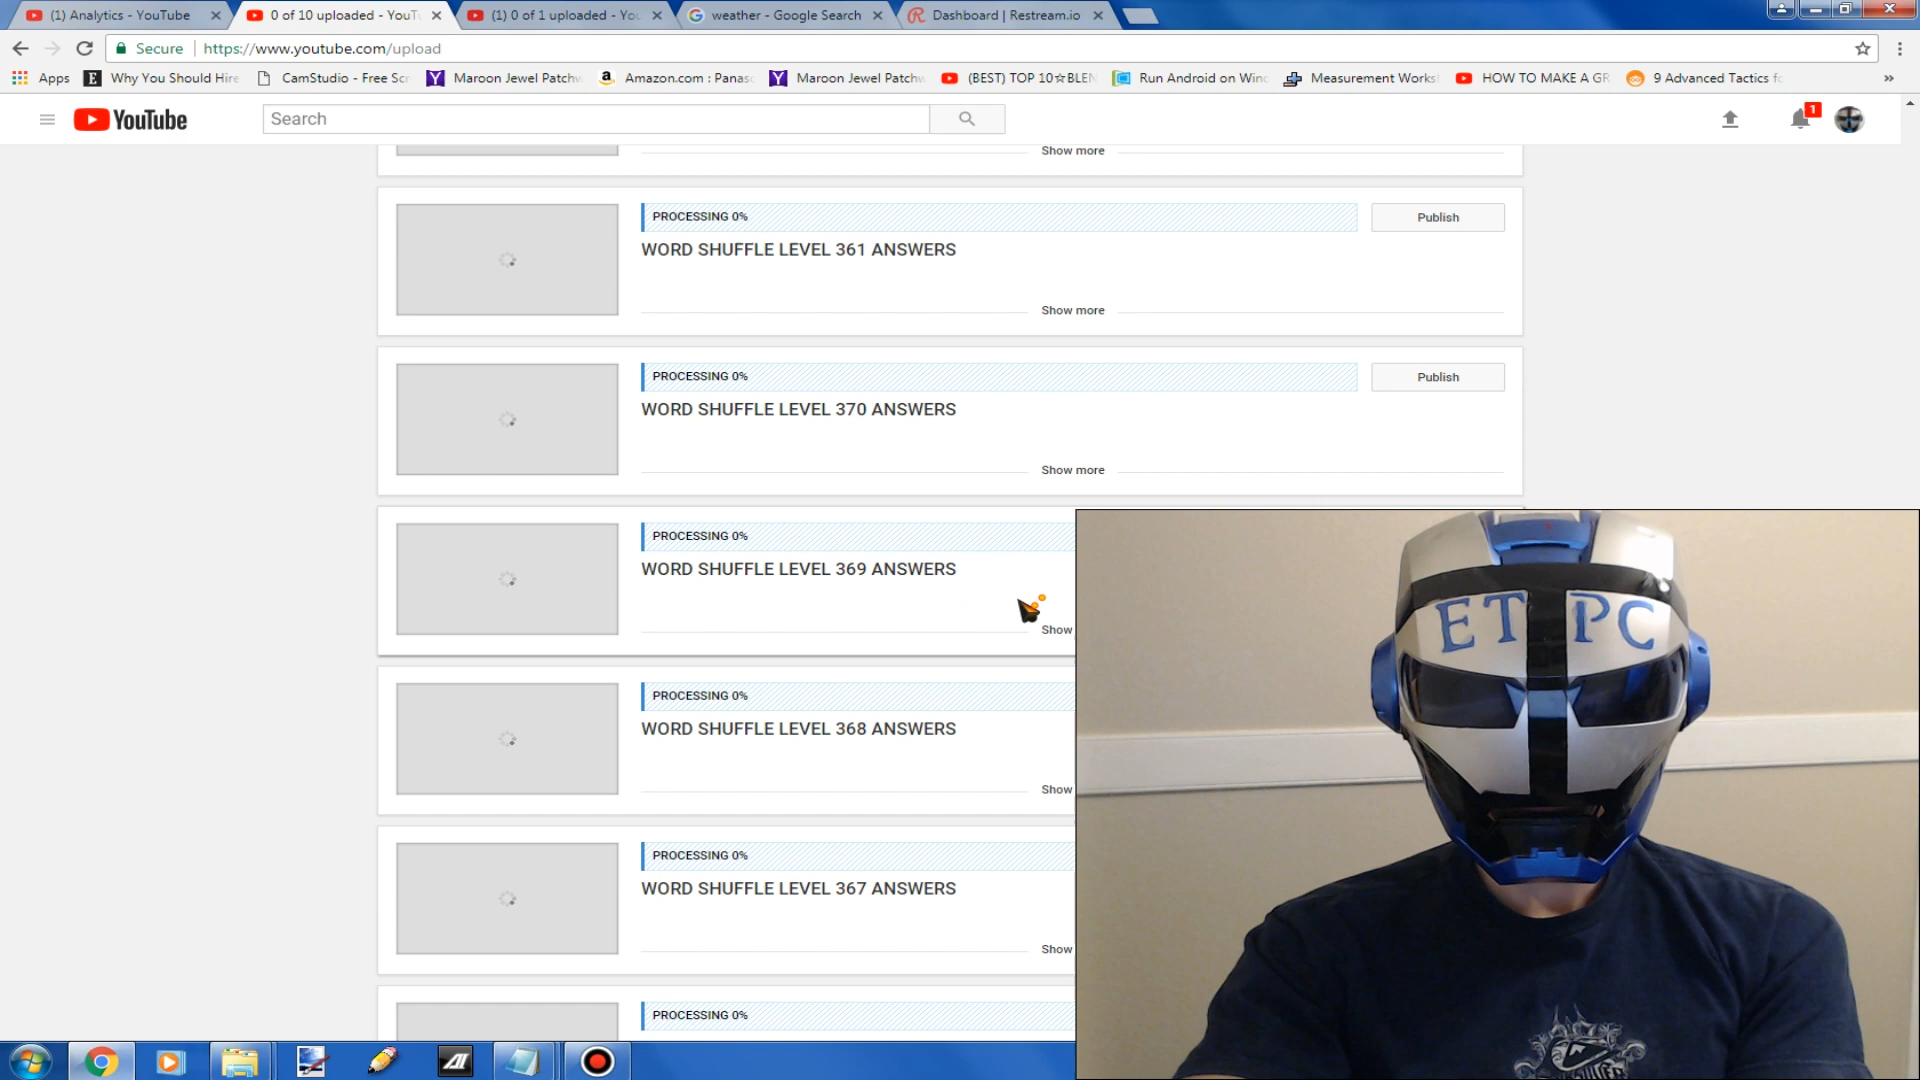 (1) Analytics - YouTube
0 of 10 uploaded - YouT
(1) 0 of 1 uploaded - You
weather - Google Search
Dashboard | Restream.io
Secure
https://www.youtube.com/upload
Apps
Why You Should Hire
CamStudio - Free Scr
Maroon Jewel Patchw
Amazon.com : Panas
Maroon Jewel Patchw
(BEST) TOP 10☆BLEN
Run Android on Wind
Measurement Works
HOW TO MAKE A GR
9 Advanced Tactics fo
YouTube
Search
1
Show more
PROCESSING 0%
Publish
WORD SHUFFLE LEVEL 361 ANSWERS
Show more
PROCESSING 0%
Publish
WORD SHUFFLE LEVEL 370 ANSWERS
Show more
PROCESSING 0%
WORD SHUFFLE LEVEL 369 ANSWERS
Show
PROCESSING 0%
WORD SHUFFLE LEVEL 368 ANSWERS
Show
PROCESSING 0%
WORD SHUFFLE LEVEL 367 ANSWERS
Show
PROCESSING 0%
ET PC